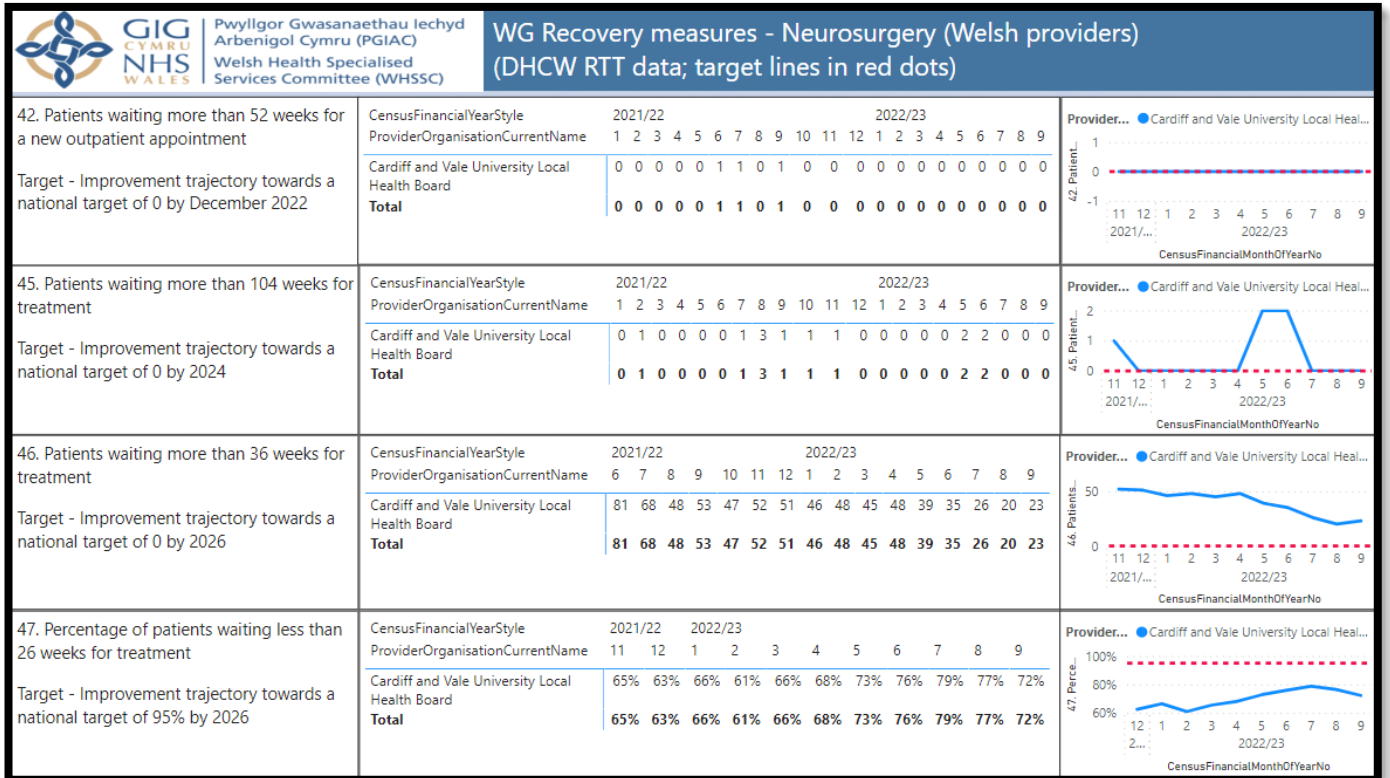 GIG
CYMRU
NHS
WALES
Pwyllgor Gwasanaethau Iechyd
Arbenigol Cymru (PGIAC)
Welsh Health Specialised
Services Committee (WHSSC)
WG Recovery measures - Neurosurgery (Welsh providers)
(DHCW RTT data; target lines in red dots)
42. Patients waiting more than 52 weeks for
a new outpatient appointment
Target - Improvement trajectory towards a
national target of 0 by December 2022
CensusFinancialYearStyle 2021/22 2022/23
ProviderOrganisationCurrentName 1 2 3 4 5 6 7 8 9 10 11 12 1 2 3 4 5 6 7 8 9
Cardiff and Vale University Local 0 0 0 0 0 1 1 0 1 0 0 0 0 0 0 0 0 0 0 0 0
Health Board
Total 0 0 0 0 0 1 1 0 1 0 0 0 0 0 0 0 0 0 0 0 0
Provider... Cardiff and Vale University Local Heal...
42. Patient...
1
0
-1
11 12 1 2 3 4 5 6 7 8 9
2021/... 2022/23
CensusFinancialMonthOfYearNo
45. Patients waiting more than 104 weeks for
treatment
Target - Improvement trajectory towards a
national target of 0 by 2024
CensusFinancialYearStyle 2021/22 2022/23
ProviderOrganisationCurrentName 1 2 3 4 5 6 7 8 9 10 11 12 1 2 3 4 5 6 7 8 9
Cardiff and Vale University Local 0 1 0 0 0 0 1 3 1 1 1 0 0 0 0 0 2 2 0 0 0
Health Board
Total 0 1 0 0 0 0 1 3 1 1 1 0 0 0 0 0 2 2 0 0 0
Provider... Cardiff and Vale University Local Heal...
45. Patient...
2
1
0
11 12 1 2 3 4 5 6 7 8 9
2021/... 2022/23
CensusFinancialMonthOfYearNo
46. Patients waiting more than 36 weeks for
treatment
Target - Improvement trajectory towards a
national target of 0 by 2026
CensusFinancialYearStyle 2021/22 2022/23
ProviderOrganisationCurrentName 6 7 8 9 10 11 12 1 2 3 4 5 6 7 8 9
Cardiff and Vale University Local 81 68 48 53 47 52 51 46 48 45 48 39 35 26 20 23
Health Board
Total 81 68 48 53 47 52 51 46 48 45 48 39 35 26 20 23
Provider... Cardiff and Vale University Local Heal...
46. Patients...
50
0
11 12 1 2 3 4 5 6 7 8 9
2021/... 2022/23
CensusFinancialMonthOfYearNo
47. Percentage of patients waiting less than
26 weeks for treatment
Target - Improvement trajectory towards a
national target of 95% by 2026
CensusFinancialYearStyle 2021/22 2022/23
ProviderOrganisationCurrentName 11 12 1 2 3 4 5 6 7 8 9
Cardiff and Vale University Local 65% 63% 66% 61% 66% 68% 73% 76% 79% 77% 72%
Health Board
Total 65% 63% 66% 61% 66% 68% 73% 76% 79% 77% 72%
Provider... Cardiff and Vale University Local Heal...
47. Perce...
100%
80%
60%
12 1 2 3 4 5 6 7 8 9
2... 2022/23
CensusFinancialMonthOfYearNo